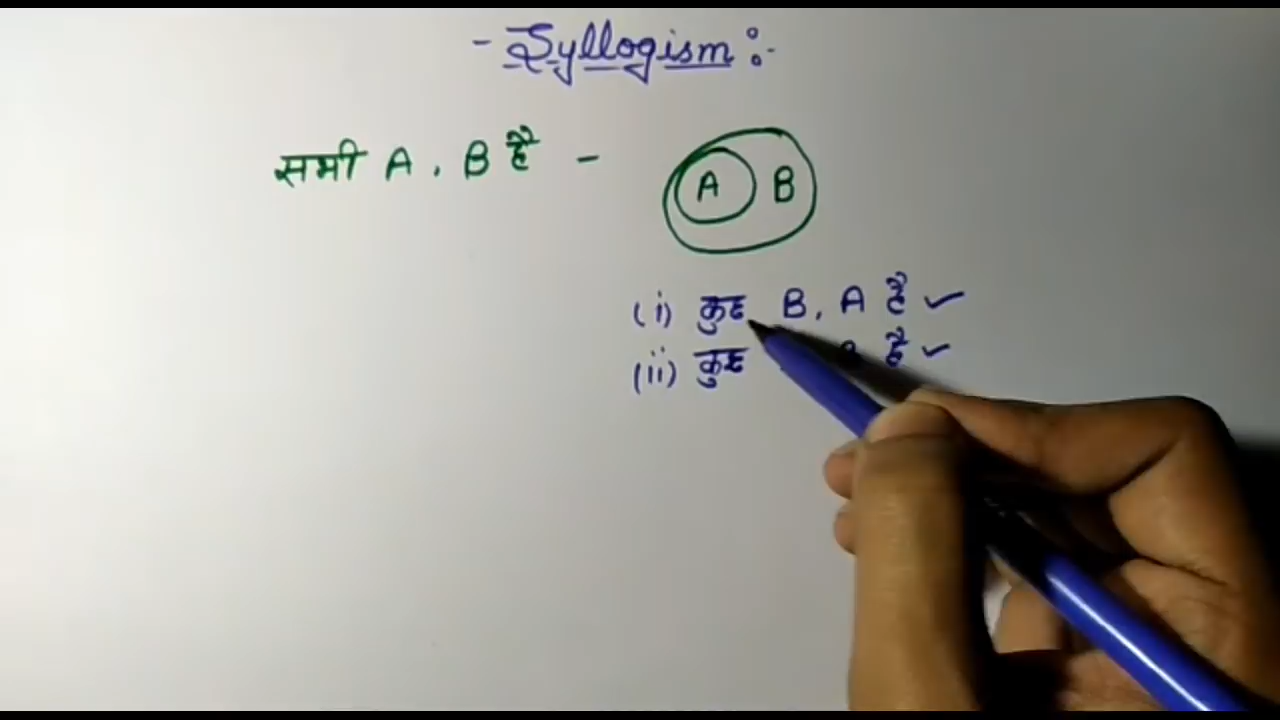 - Syllogism :-
सभी A, B है -
A B
(i) कुछ B, A है ✓
(ii) कुछ है ✓